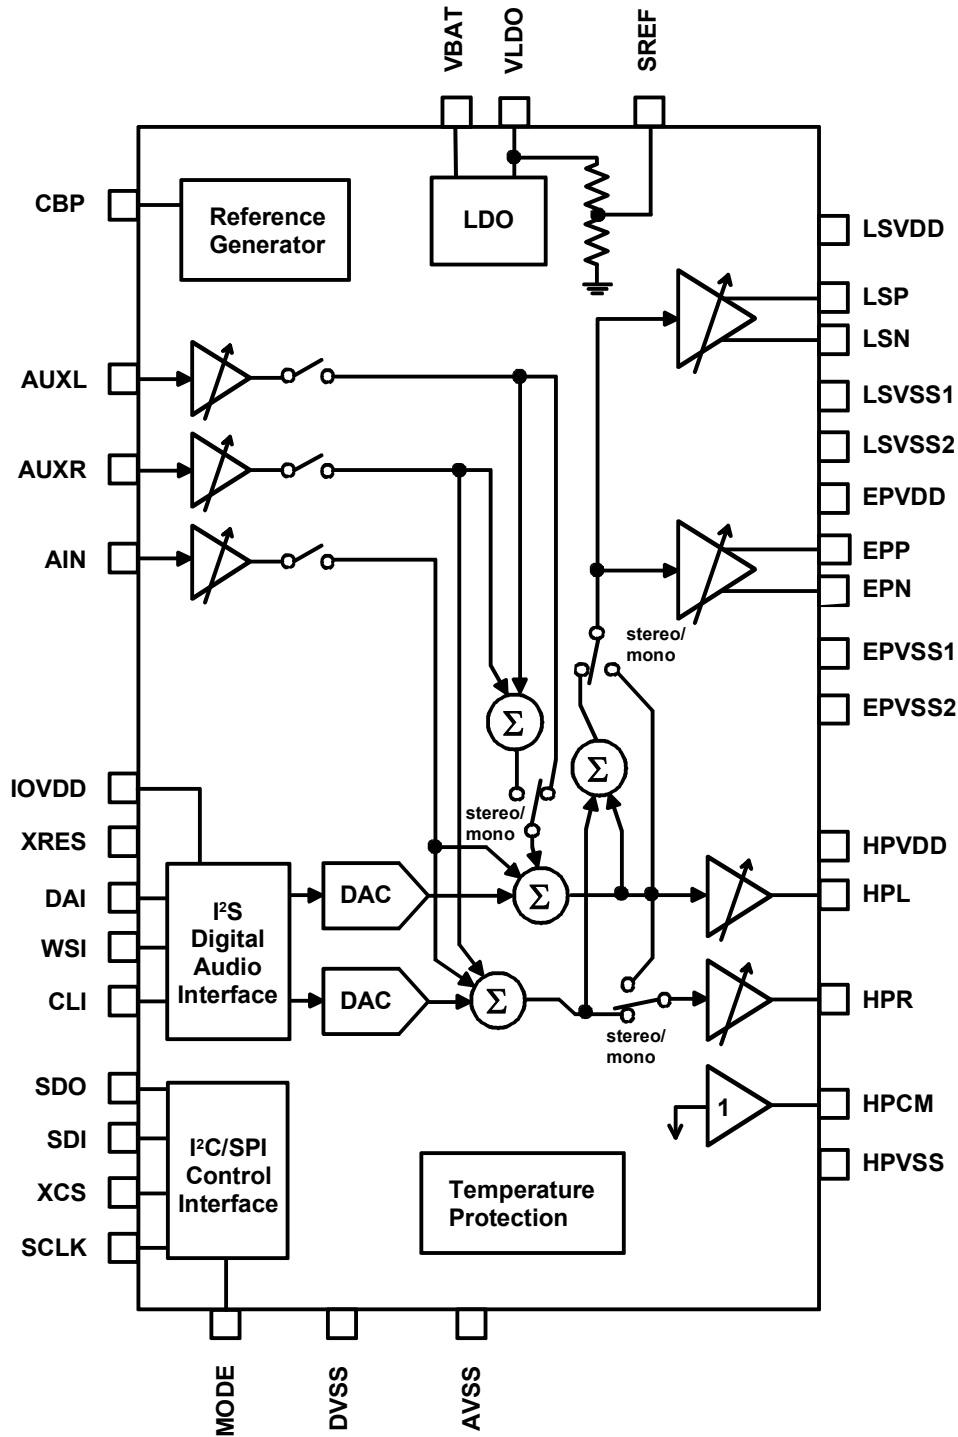 VBAT
VLDO
SREF
CBP
Reference
Generator
LDO
LSVDD
LSP
LSN
AUXL
LSVSS1
AUXR
LSVSS2
EPVDD
AIN
EPP
EPN
stereo/
mono
EPVSS1
EPVSS2
Σ
Σ
IOVDD
stereo/
mono
XRES
HPVDD
DAI
I²S
Digital
Audio
Interface
DAC
Σ
HPL
WSI
CLI
DAC
Σ
HPR
stereo/
mono
SDO
1
HPCM
SDI
I²C/SPI
Control
Interface
HPVSS
XCS
Temperature
Protection
SCLK
MODE
DVSS
AVSS